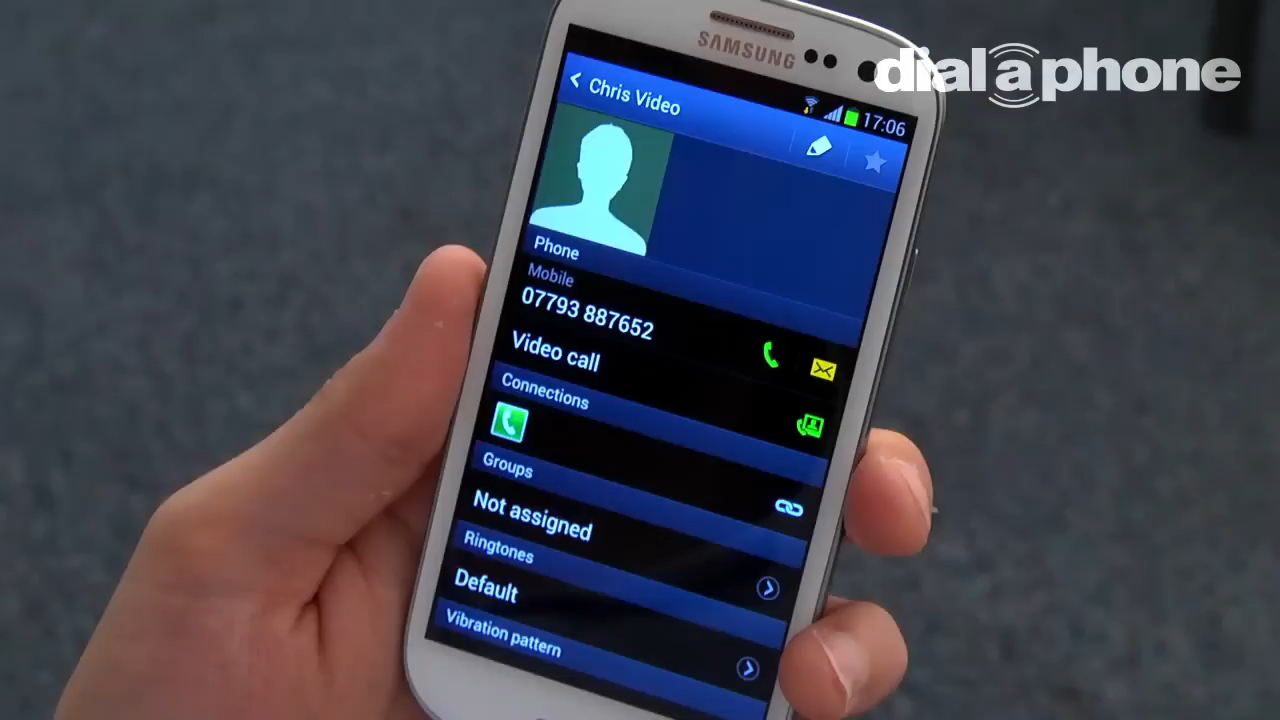 SAMSUNG
dialaphone
17:06
Chris Video
Phone
Mobile
07793 887652
Video call
Connections
Groups
Not assigned
Ringtones
Default
Vibration pattern